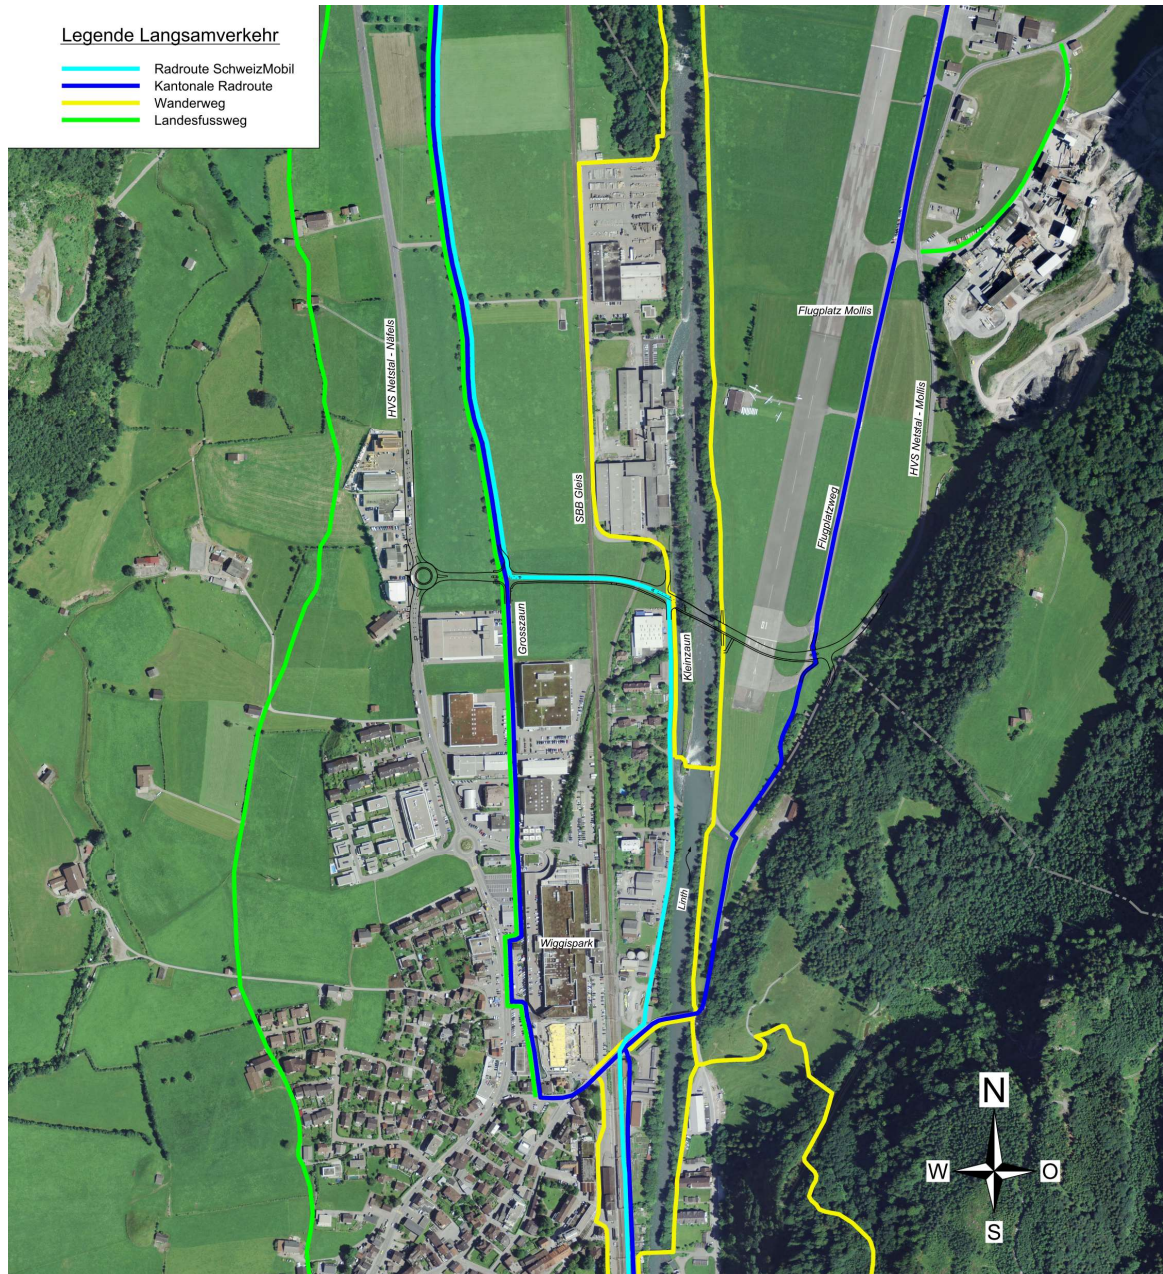 Legende Langsamverkehr
Radroute SchweizMobil
Kantonale Radroute
Wanderweg
Landesfussweg
Flugplatz Mollis
HVS Netstal - Näfels
HVS Netstal - Mollis
SBB Gleis
Flugplatzweg
Grosszaun
Kleinzaun
Linth
Wiggispark
N
W
O
S